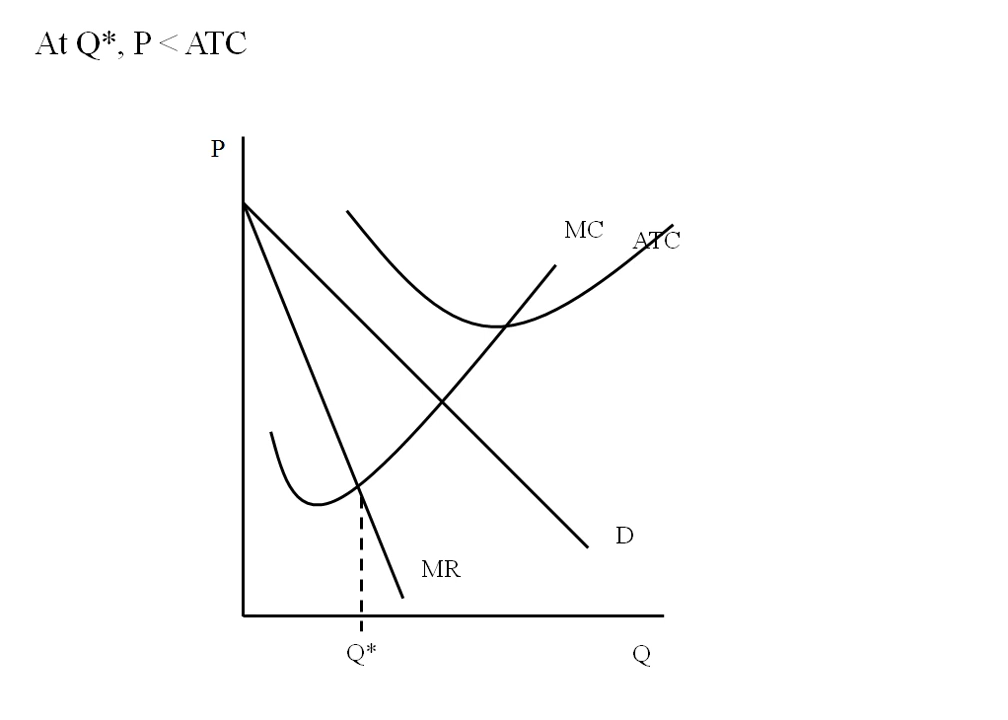 At Q*, P < ATC
P
MC
ATC
D
MR
Q*
Q